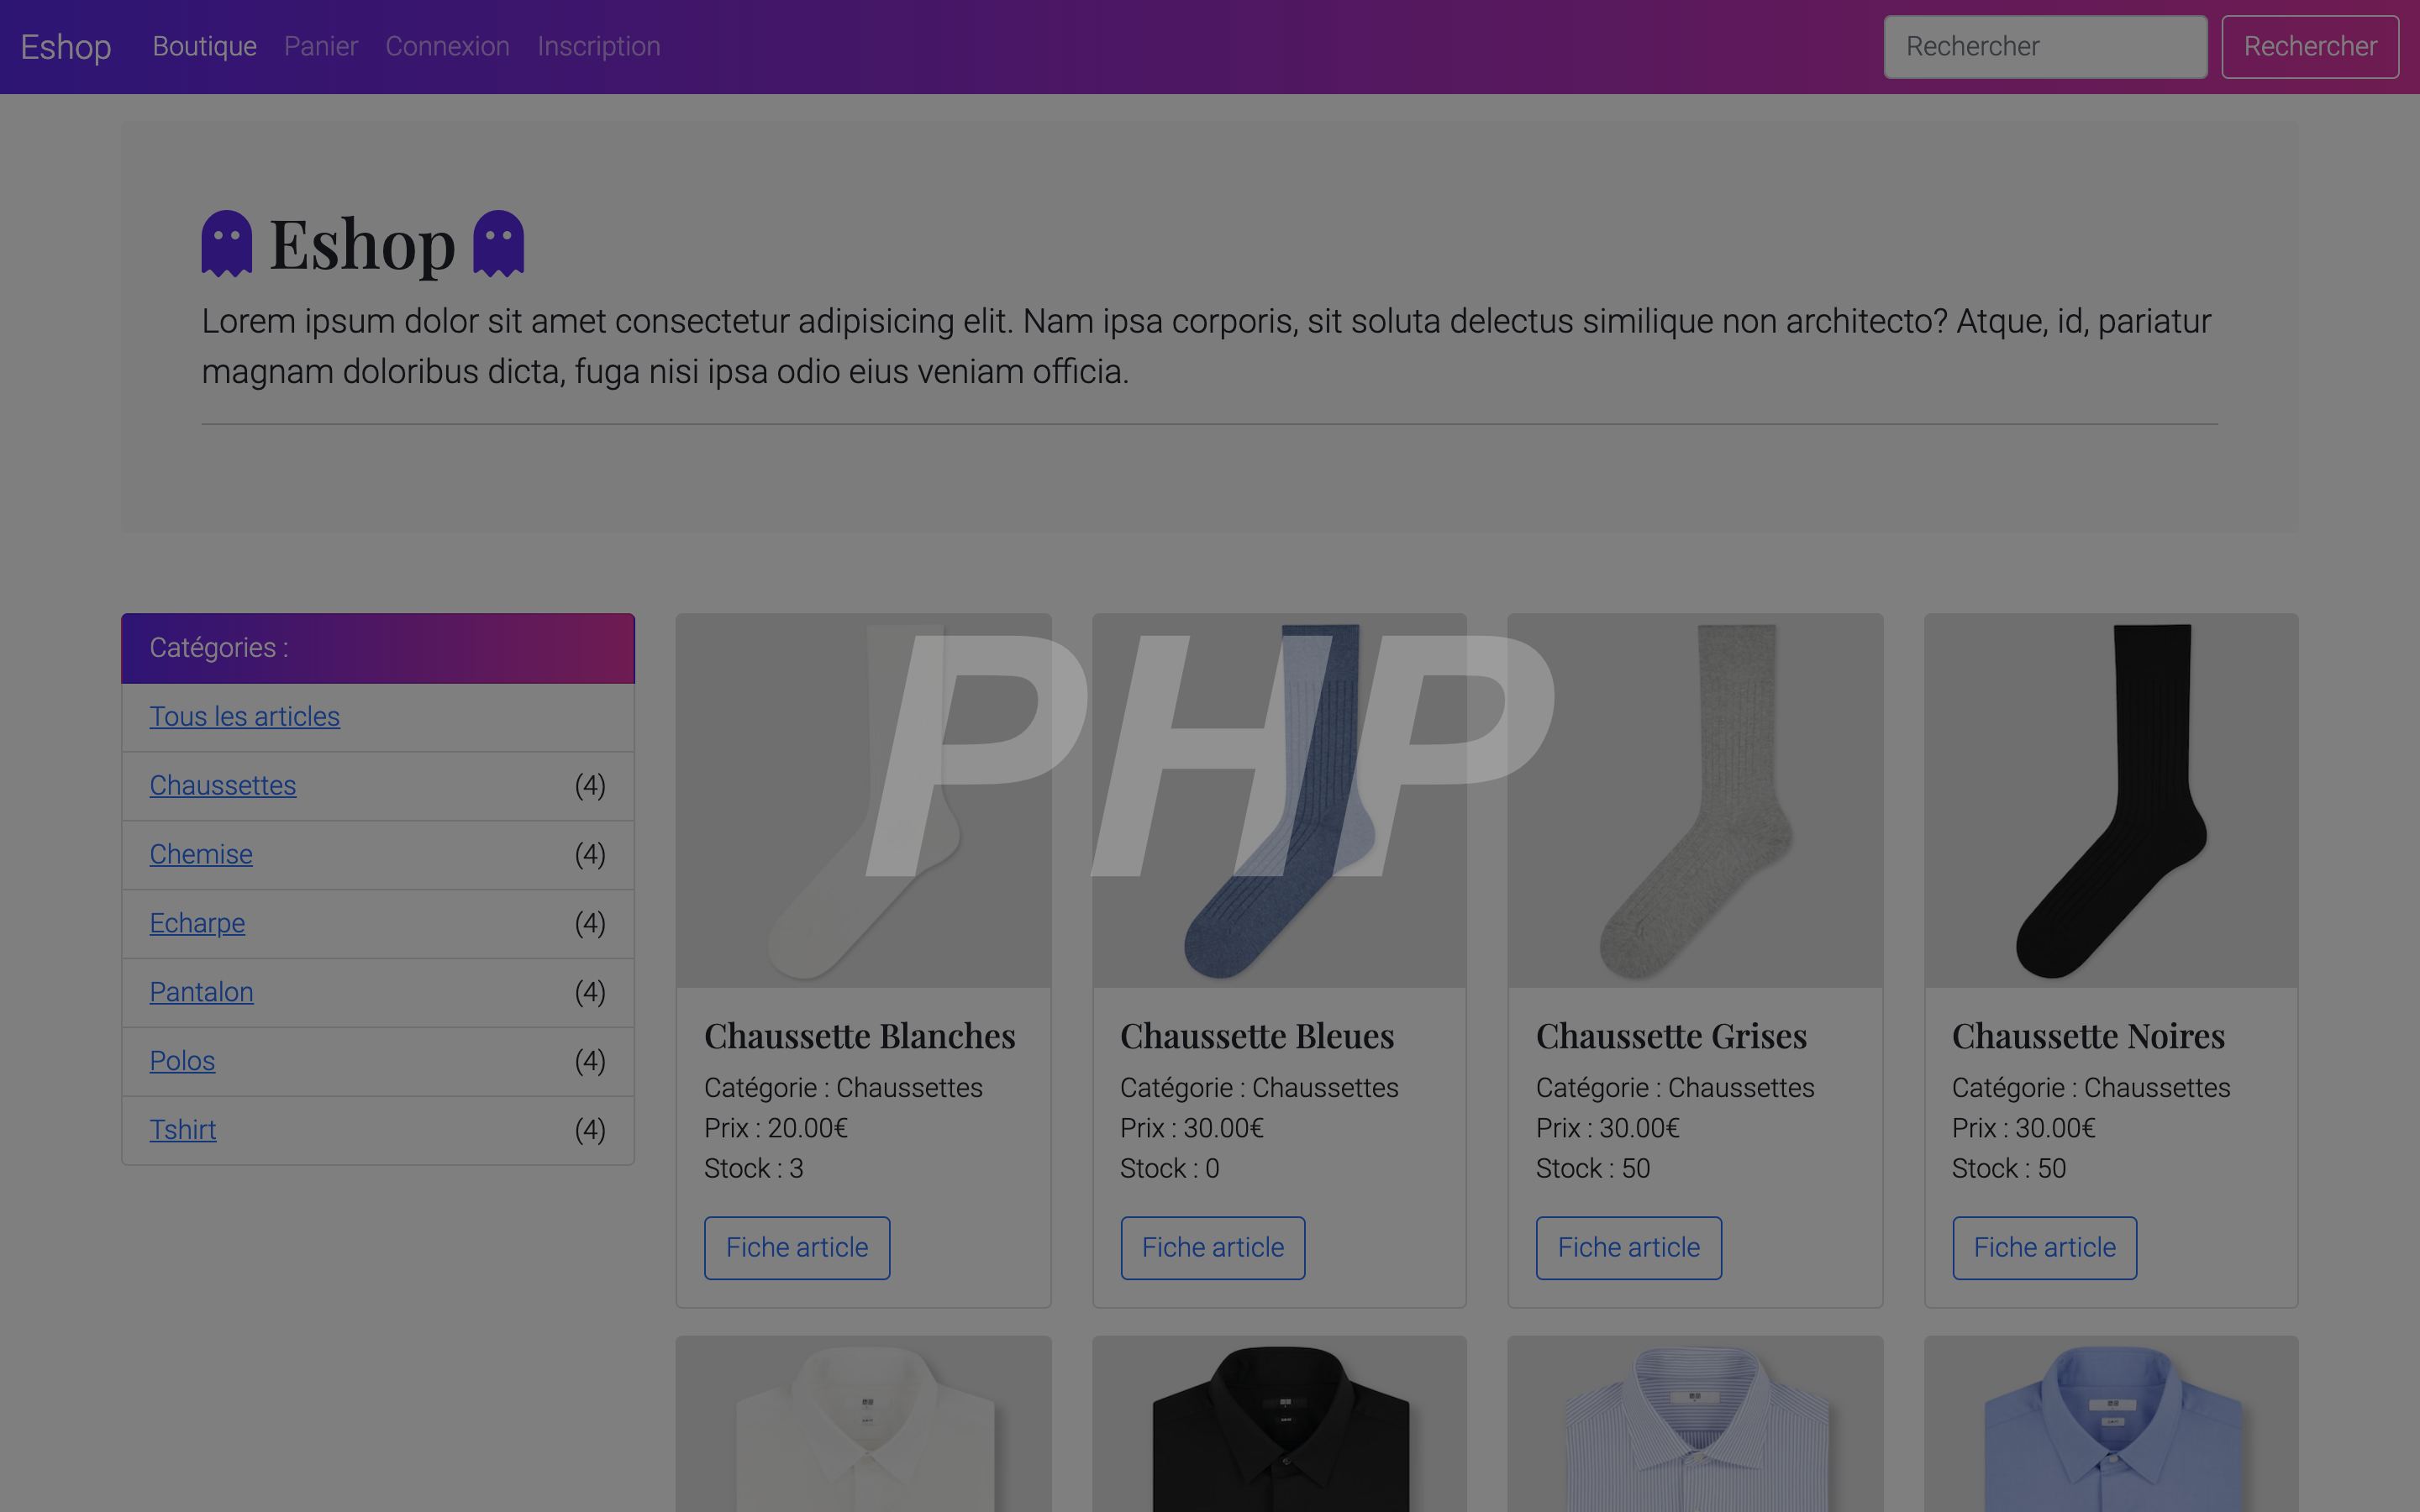 Eshop Boutique Panier Connexion Inscription Rechercher Rechercher
Eshop
Lorem ipsum dolor sit amet consectetur adipisicing elit. Nam ipsa corporis, sit soluta delectus similique non architecto? Atque, id, pariatur
magnam doloribus dicta, fuga nisi ipsa odio eius veniam officia.
Catégories :
Tous les articles
Chaussettes (4)
Chemise (4)
Echarpe (4)
Pantalon (4)
Polos (4)
Tshirt (4)
PHP
Chaussette Blanches
Catégorie : Chaussettes
Prix : 20.00€
Stock : 3
Fiche article
Chaussette Bleues
Catégorie : Chaussettes
Prix : 30.00€
Stock : 0
Fiche article
Chaussette Grises
Catégorie : Chaussettes
Prix : 30.00€
Stock : 50
Fiche article
Chaussette Noires
Catégorie : Chaussettes
Prix : 30.00€
Stock : 50
Fiche article